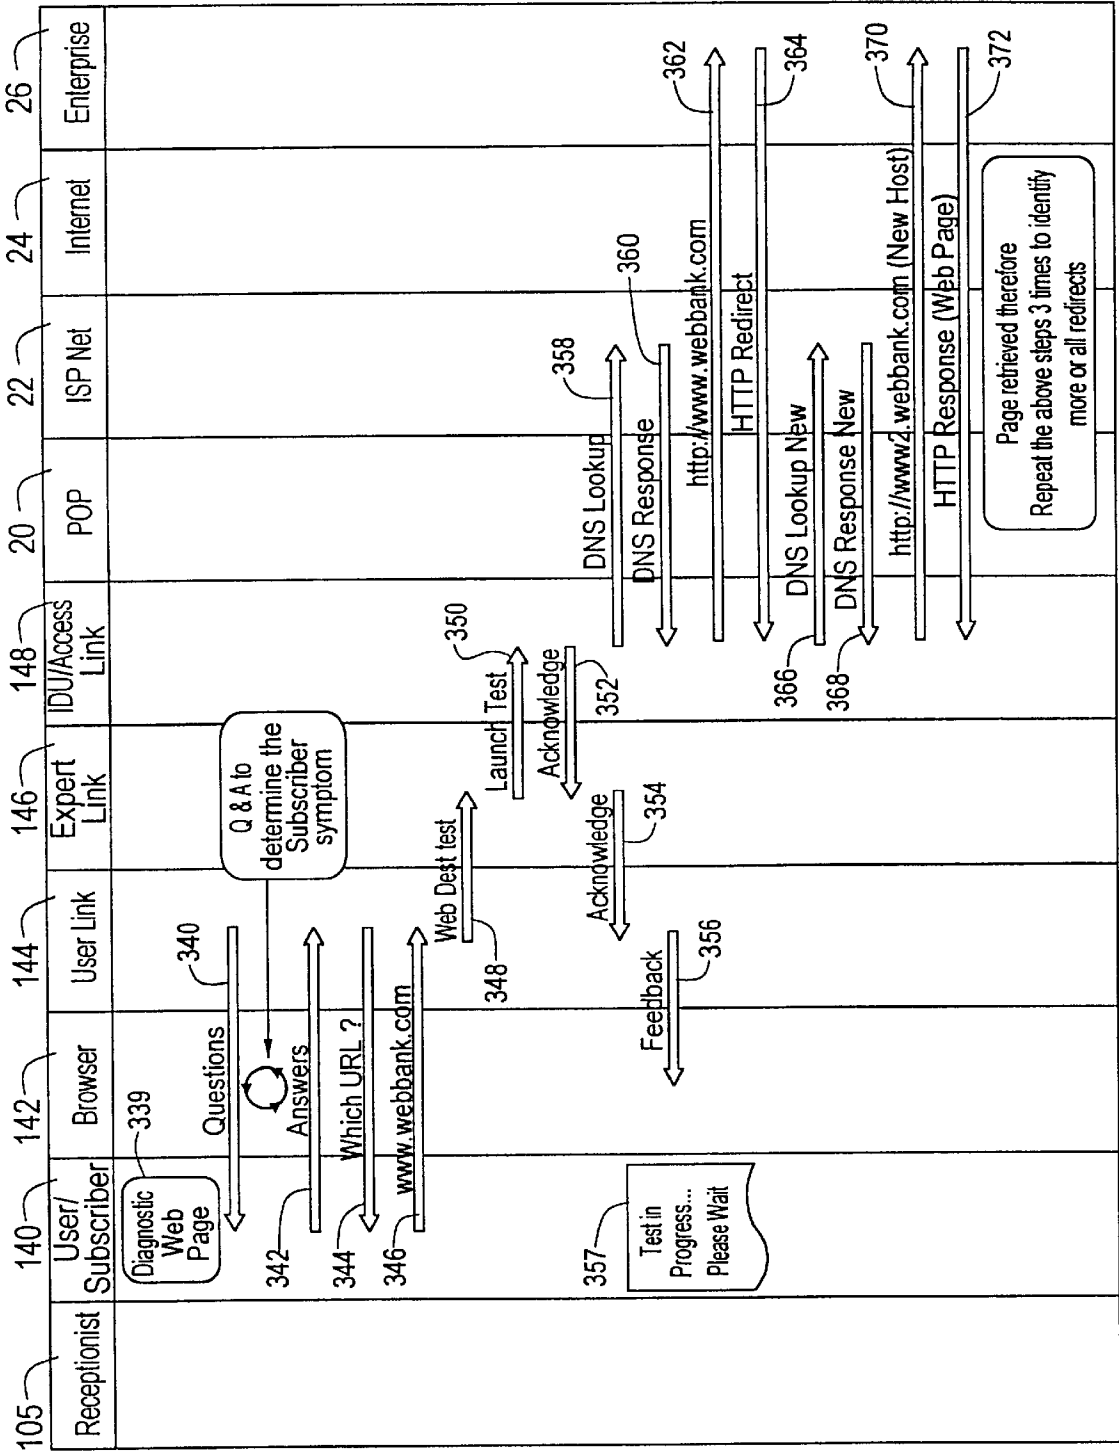 105
140
142
144
146
148
20
22
24
26
Receptionist
User/
Subscriber
Browser
User Link
Expert
Link
IDU/Access
Link
POP
ISP Net
Internet
Enterprise
Diagnostic
Web
Page
339
Questions
340
Q & A to
determine the
Subscriber
symptom
Answers
342
Which URL ?
344
www.webbank.com
346
Web Dest test
348
Launch Test
350
Acknowledge
352
Acknowledge
354
Feedback
356
357
Test in
Progress...
Please Wait
DNS Lookup
358
DNS Response
360
http://www.webbank.com
362
HTTP Redirect
364
DNS Lookup New
366
DNS Response New
368
http://www2.webbank.com (New Host)
370
HTTP Response (Web Page)
372
Page retrieved therefore
Repeat the above steps 3 times to identify
more or all redirects